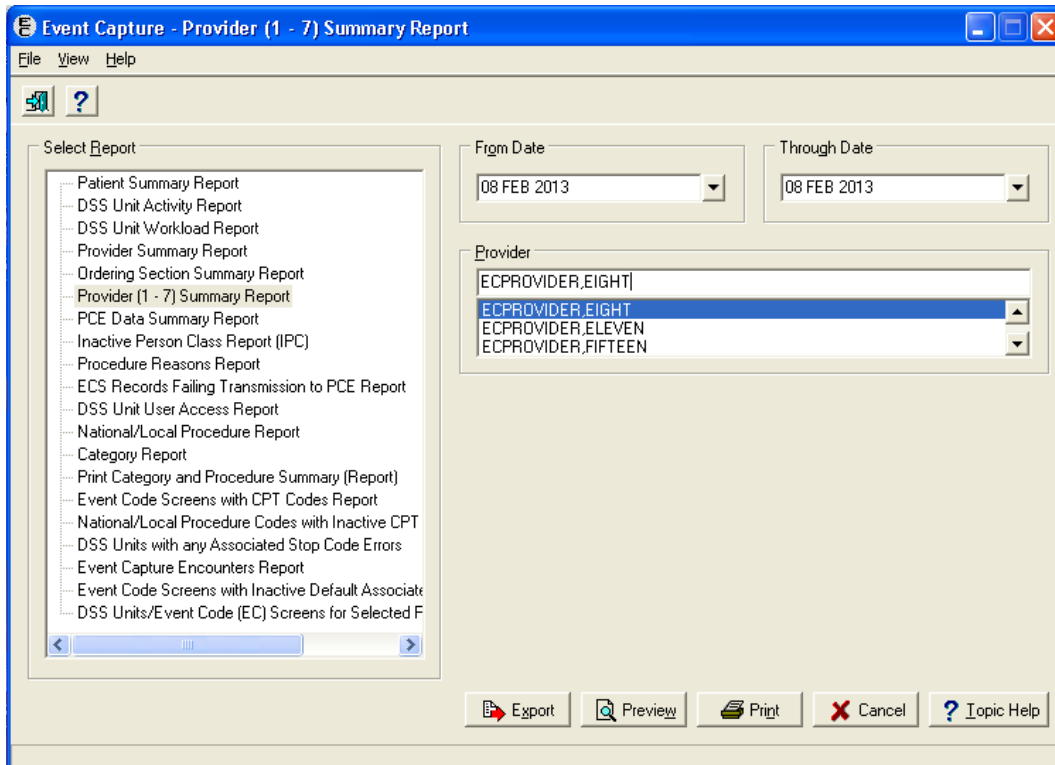 Event Capture - Provider (1 - 7) Summary Report
File View Help
Select Report
Patient Summary Report
DSS Unit Activity Report
DSS Unit Workload Report
Provider Summary Report
Ordering Section Summary Report
Provider (1 - 7) Summary Report
PCE Data Summary Report
Inactive Person Class Report (IPC)
Procedure Reasons Report
ECS Records Failing Transmission to PCE Report
DSS Unit User Access Report
National/Local Procedure Report
Category Report
Print Category and Procedure Summary (Report)
Event Code Screens with CPT Codes Report
National/Local Procedure Codes with Inactive CPT
DSS Units with any Associated Stop Code Errors
Event Capture Encounters Report
Event Code Screens with Inactive Default Associate
DSS Units/Event Code (EC) Screens for Selected F
From Date
08 FEB 2013
Through Date
08 FEB 2013
Provider
ECPROVIDER,EIGHT
ECPROVIDER,EIGHT
ECPROVIDER,ELEVEN
ECPROVIDER,FIFTEEN
Export Preview Print Cancel ? Topic Help